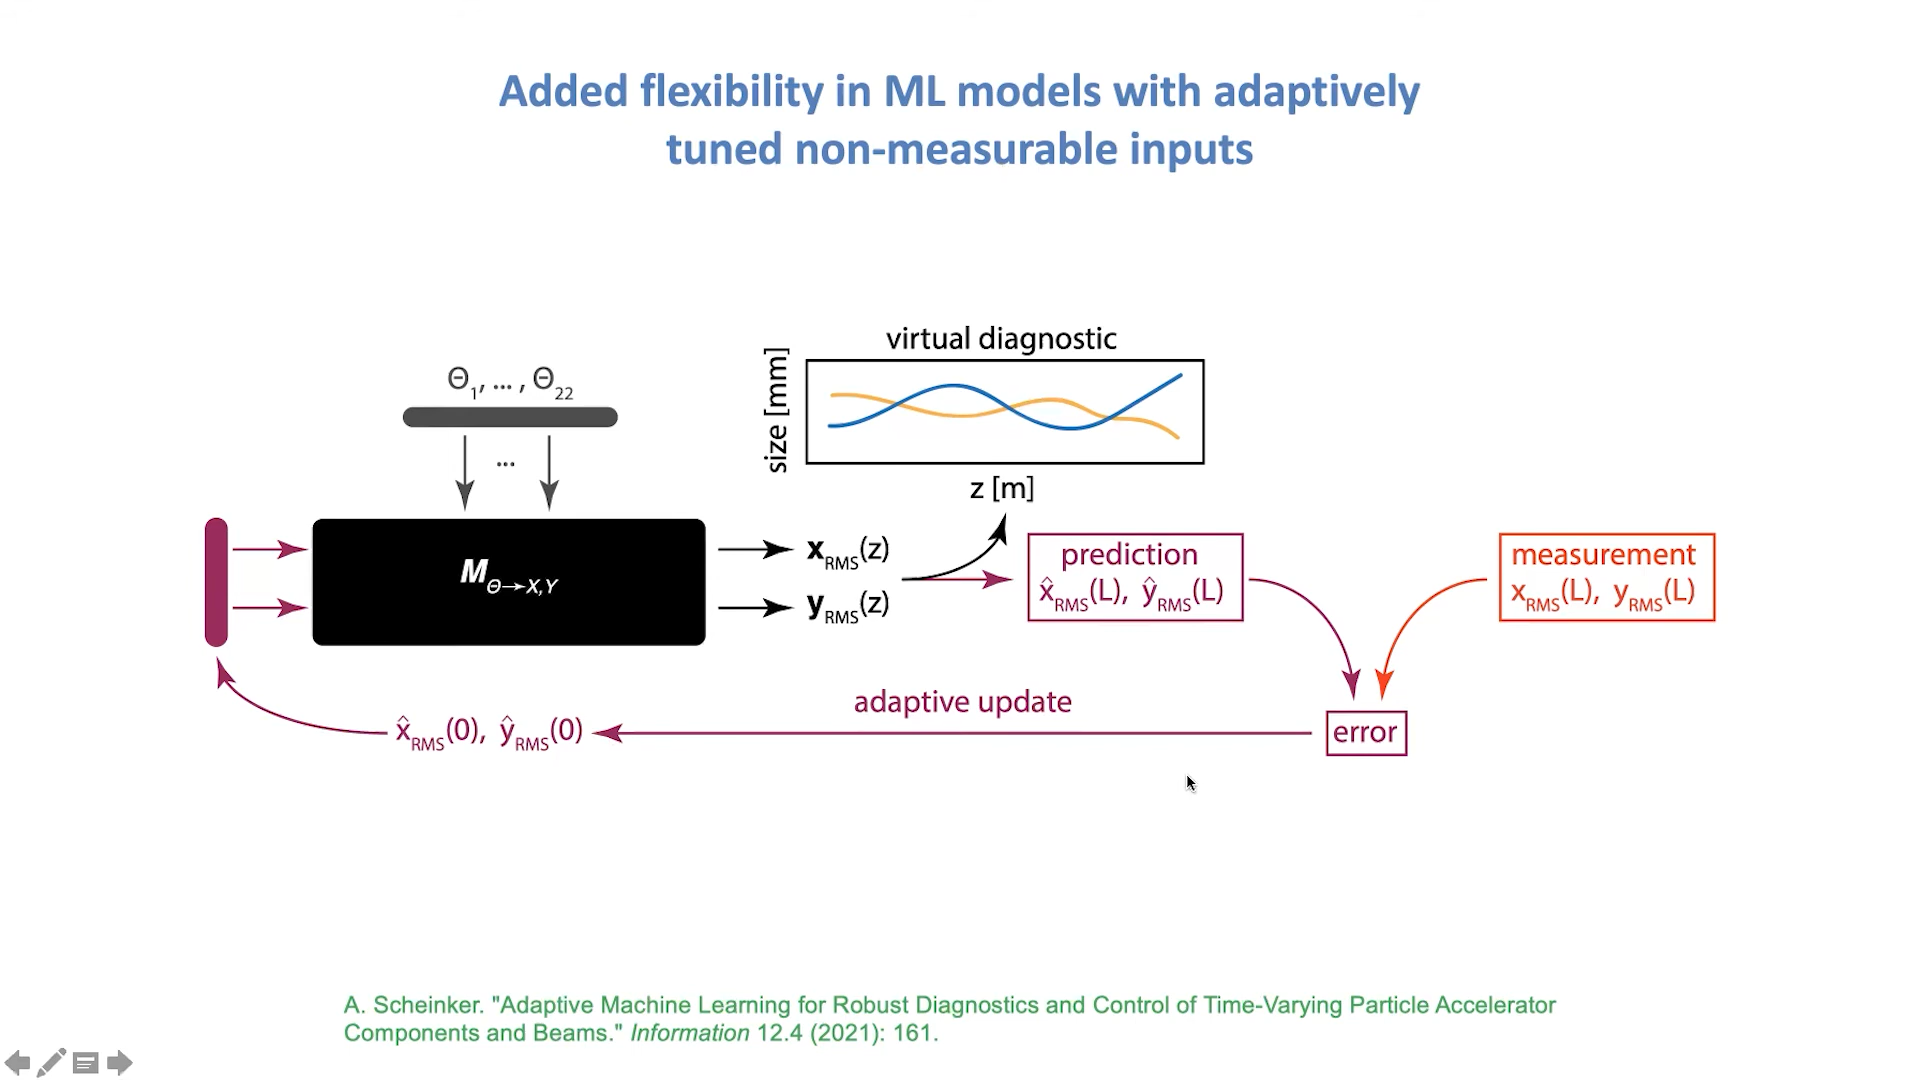 Added flexibility in ML models with adaptively
tuned non-measurable inputs
virtual diagnostic
size [mm]
z [m]
Θ1, ... , Θ22
...
MΘ→X,Y
xRMS(z)
yRMS(z)
prediction
x̂RMS(L), ŷRMS(L)
measurement
xRMS(L), yRMS(L)
adaptive update
x̂RMS(0), ŷRMS(0)
error
A. Scheinker. "Adaptive Machine Learning for Robust Diagnostics and Control of Time-Varying Particle Accelerator
Components and Beams." Information 12.4 (2021): 161.